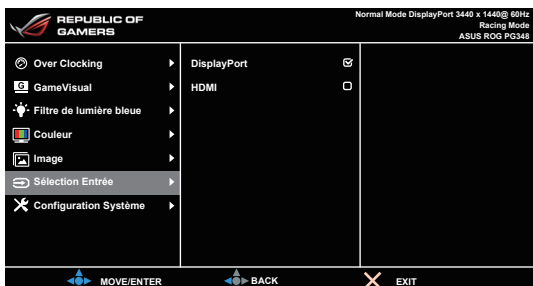 REPUBLIC OF
GAMERS
Normal Mode DisplayPort 3440 x 1440@ 60Hz
Racing Mode
ASUS ROG PG348
Over Clocking
DisplayPort
G GameVisual
HDMI
Filtre de lumière bleue
Couleur
Image
Sélection Entrée
Configuration Système
MOVE/ENTER
BACK
EXIT